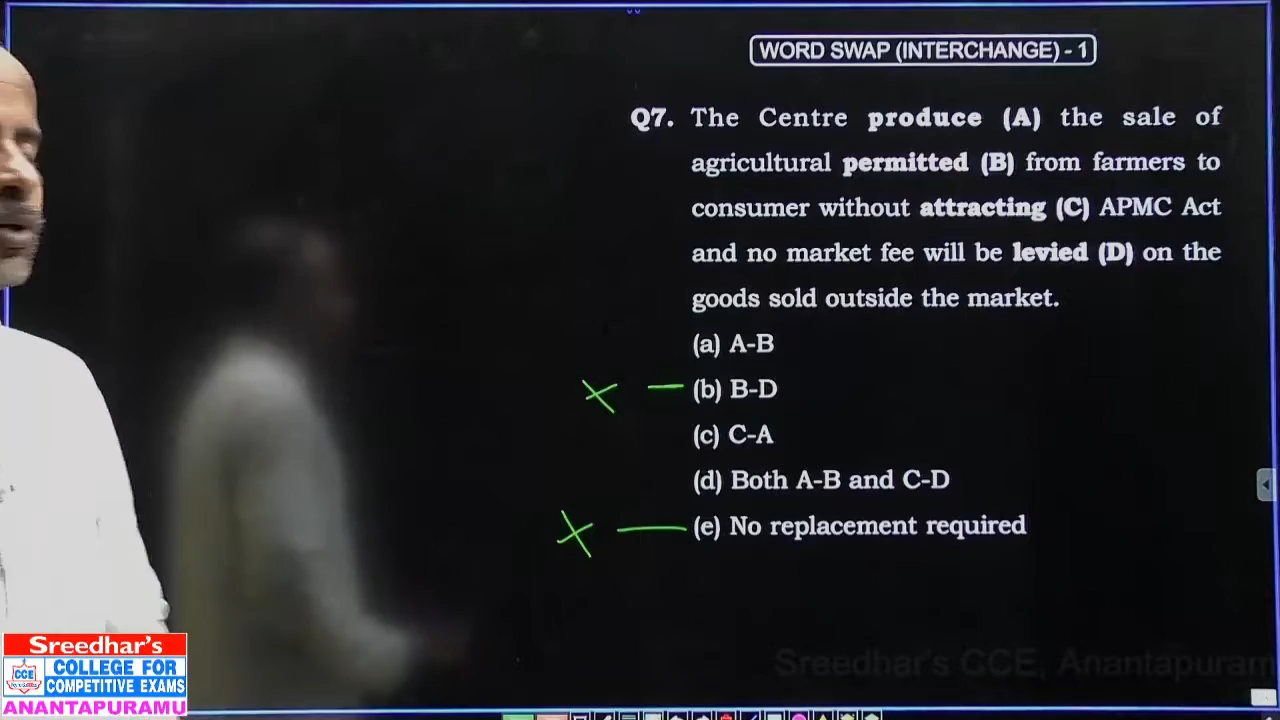 WORD SWAP (INTERCHANGE) - 1
Q7. The Centre produce (A) the sale of
agricultural permitted (B) from farmers to
consumer without attracting (C) APMC Act
and no market fee will be levied (D) on the
goods sold outside the market.
(a) A-B
(b) B-D
(c) C-A
(d) Both A-B and C-D
(e) No replacement required
Sreedhar's CCE, Anantapuram
Sreedhar's
CCE
COLLEGE FOR
COMPETITIVE EXAMS
ANANTAPURAMU